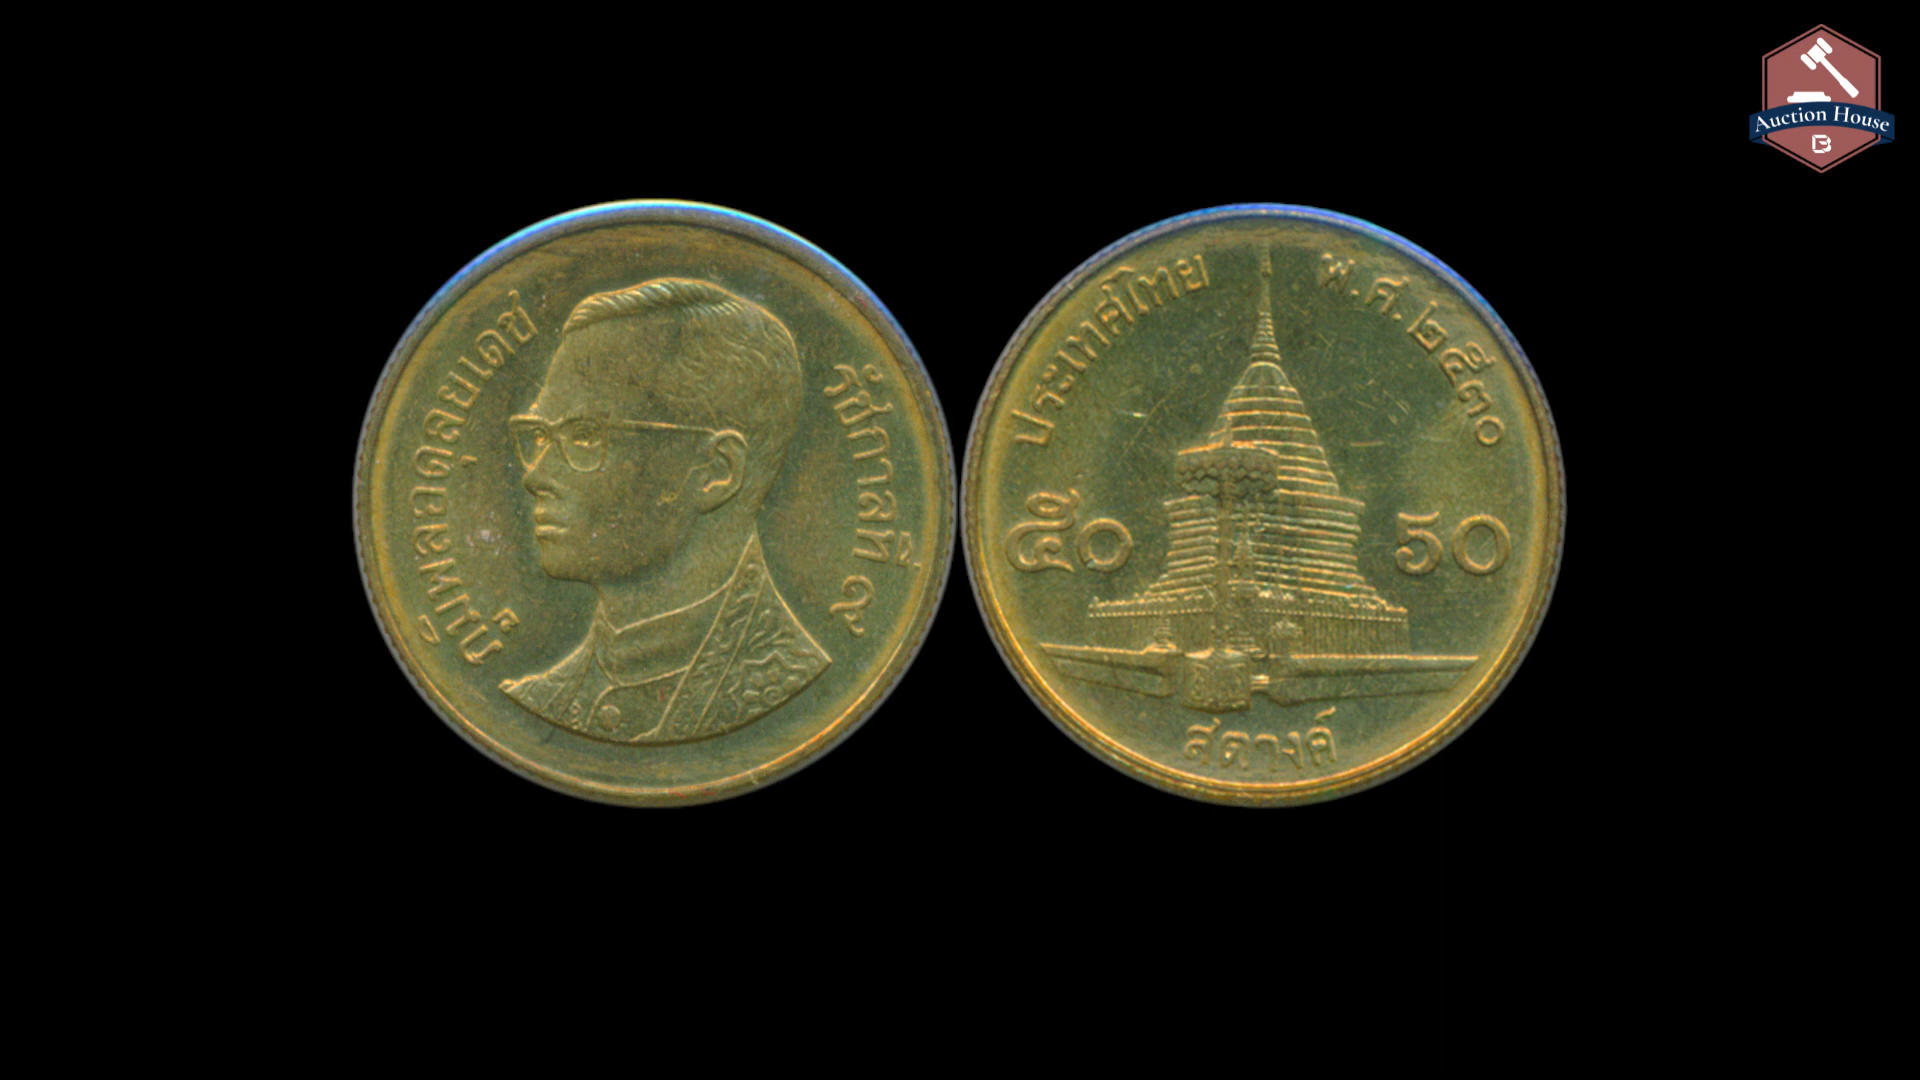 Auction House
B
ภูมิพลอดุลยเดช
รัชกาลที่ ๙
ประเทศไทย
พ.ศ.๒๕๓๐
๕๐
50
สตางค์